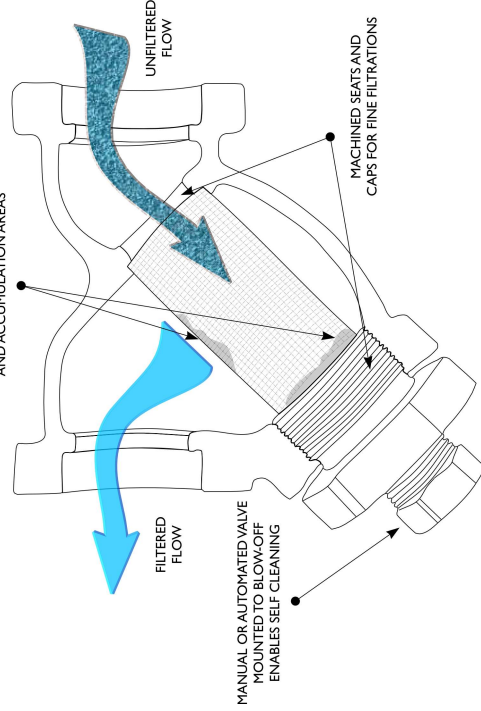 AND ACCUMULATION AREAS
UNFILTERED
FLOW
FILTERED
FLOW
MACHINED SEATS AND
CAPS FOR FINE FILTRATIONS
MANUAL OR AUTOMATED VALVE
MOUNTED TO BLOW-OFF
ENABLES SELF CLEANING